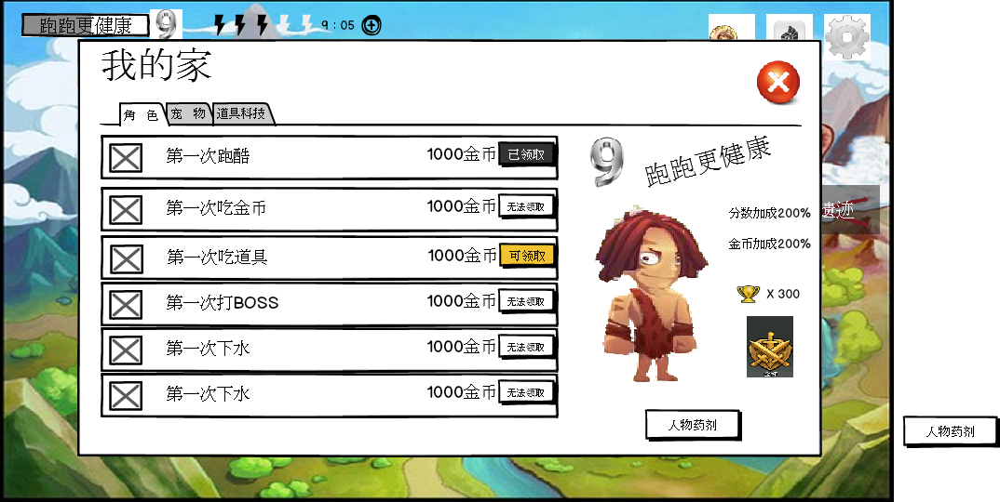 跑跑更健康 9 9:05
我的家
角 色 宠 物 道具科技
第一次跑酷 1000金币 已领取
第一次吃金币 1000金币 无法领取
第一次吃道具 1000金币 可领取
第一次打BOSS 1000金币 无法领取
第一次下水 1000金币 无法领取
第一次下水 1000金币 无法领取
9 跑跑更健康
分数加成200%
金币加成200%
X 300
人物药剂
遗迹
人物药剂